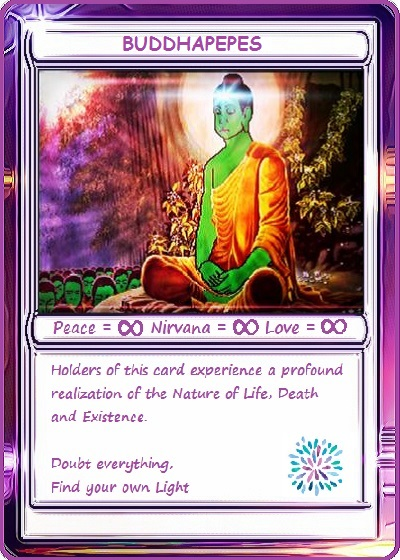 BUDDHAPEPES
Peace = ∞ Nirvana = ∞ Love = ∞
Holders of this card experience a profound
realization of the Nature of Life, Death
and Existence.
Doubt everything,
Find your own Light